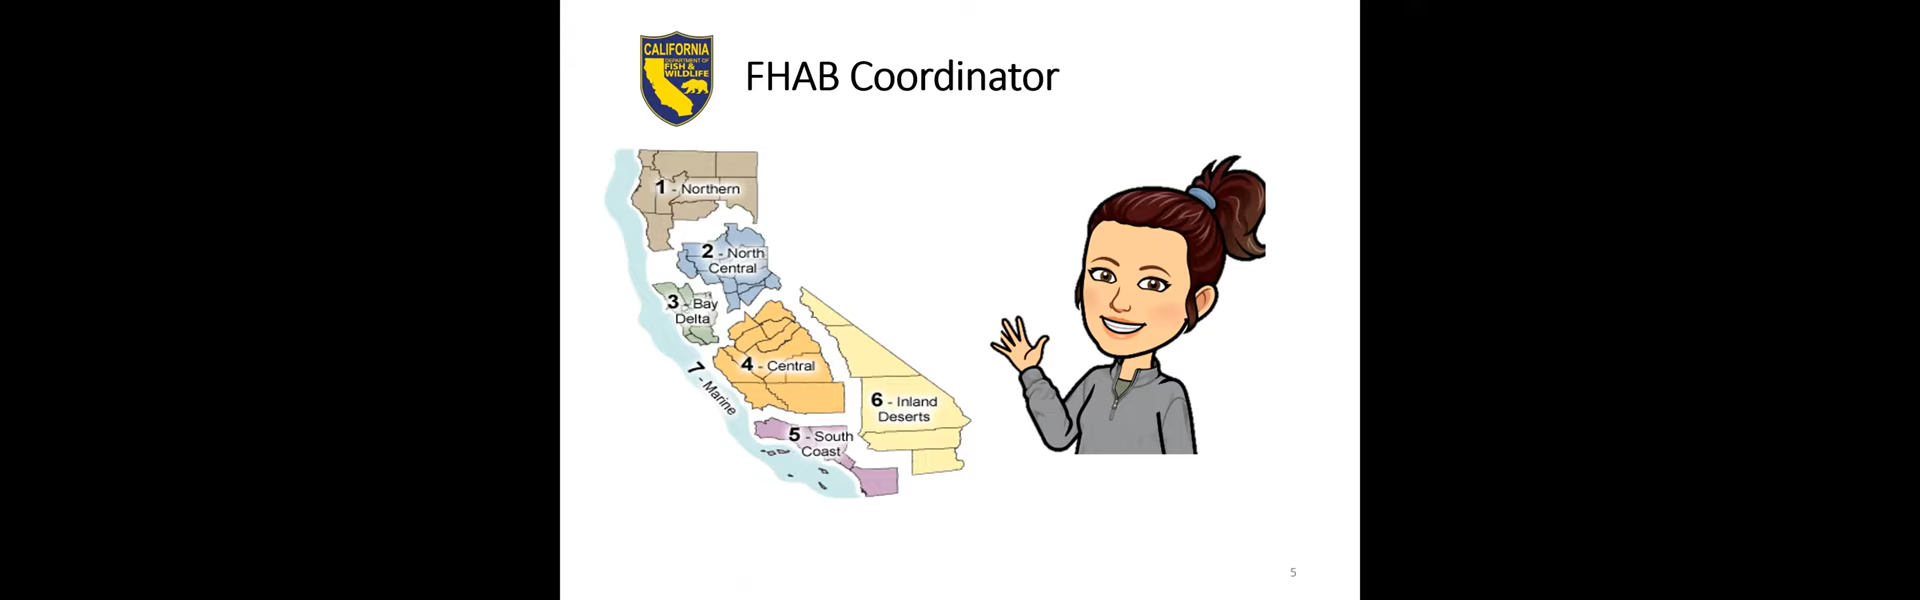 CALIFORNIA
DEPARTMENT OF
FISH &
WILDLIFE
FHAB Coordinator
1 - Northern
2 - North
Central
3 - Bay
Delta
4 - Central
7 - Marine
6 - Inland
Deserts
5 - South
Coast
5